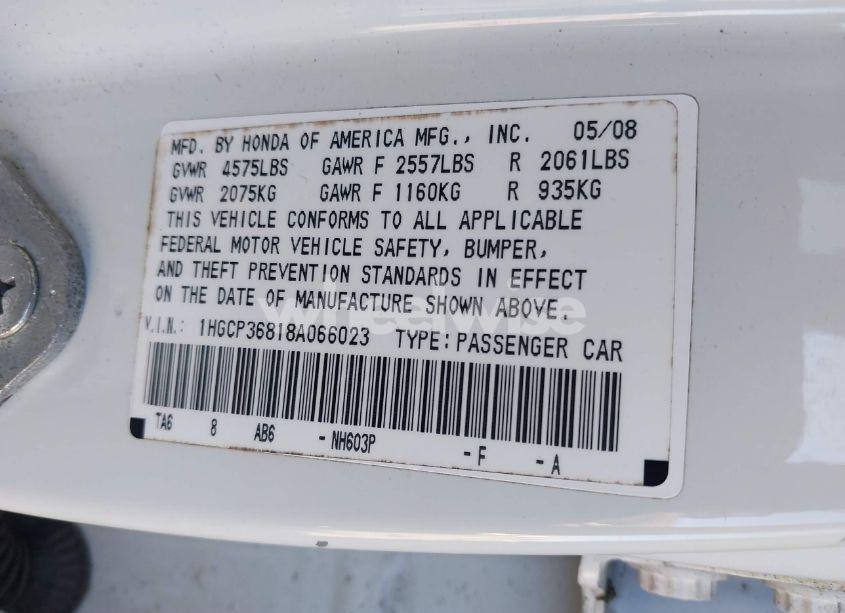 MFD. BY HONDA OF AMERICA MFG., INC. 05/08
GVWR 4575LBS GAWR F 2557LBS R 2061LBS
GVWR 2075KG GAWR F 1160KG R 935KG
THIS VEHICLE CONFORMS TO ALL APPLICABLE
FEDERAL MOTOR VEHICLE SAFETY, BUMPER,
AND THEFT PREVENTION STANDARDS IN EFFECT
ON THE DATE OF MANUFACTURE SHOWN ABOVE.
wheelwise
V.I.N.: 1HGCP36818A066023 TYPE: PASSENGER CAR
TA6 8 AB6 - NH603P - F - A